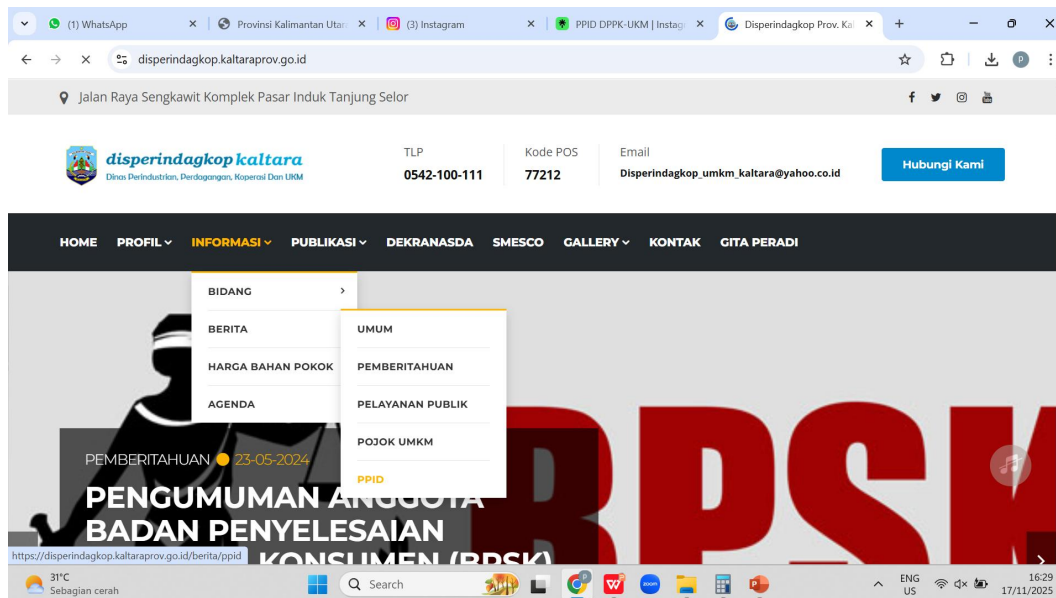 (1) WhatsApp
Provinsi Kalimantan Utar
(3) Instagram
PPID DPPK-UKM | Instag
Disperindagkop Prov. Kal
disperindagkop.kaltaraprov.go.id
Jalan Raya Sengkawit Komplek Pasar Induk Tanjung Selor
disperindagkop kaltara
Dinas Perindustrian, Perdagangan, Koperasi Dan UKM
TLP
0542-100-111
Kode POS
77212
Email
Disperindagkop_umkm_kaltara@yahoo.co.id
Hubungi Kami
HOME PROFIL INFORMASI PUBLIKASI DEKRANASDA SMESCO GALLERY KONTAK GITA PERADI
BIDANG
BERITA
HARGA BAHAN POKOK
AGENDA
UMUM
PEMBERITAHUAN
PELAYANAN PUBLIK
POJOK UMKM
PPID
BPSK
PEMBERITAHUAN 23-05-2024
PENGUMUMAN ANGGOTA
BADAN PENYELESAIAN
KONSUMEN (BPSK)
https://disperindagkop.kaltaraprov.go.id/berita/ppid
31°C
Sebagian cerah
Search
zoom
ENG
US
16:29
17/11/2025